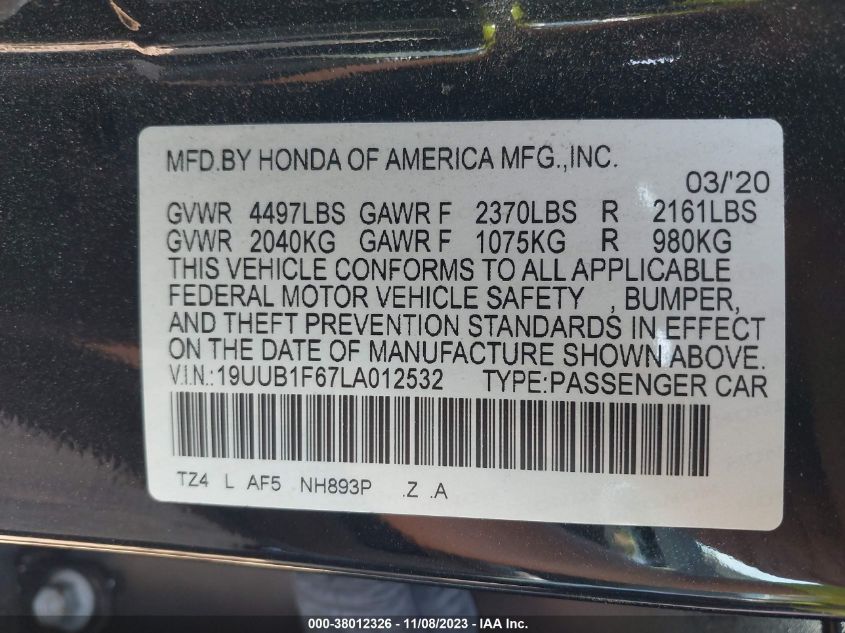 MFD.BY HONDA OF AMERICA MFG.,INC.
03/'20
GVWR 4497LBS GAWR F 2370LBS R 2161LBS
GVWR 2040KG GAWR F 1075KG R 980KG
THIS VEHICLE CONFORMS TO ALL APPLICABLE
FEDERAL MOTOR VEHICLE SAFETY , BUMPER,
AND THEFT PREVENTION STANDARDS IN EFFECT
ON THE DATE OF MANUFACTURE SHOWN ABOVE.
V.I.N.:19UUB1F67LA012532 TYPE:PASSENGER CAR
TZ4 L AF5 NH893P .Z .A
000-38012326 - 11/08/2023 - IAA Inc.